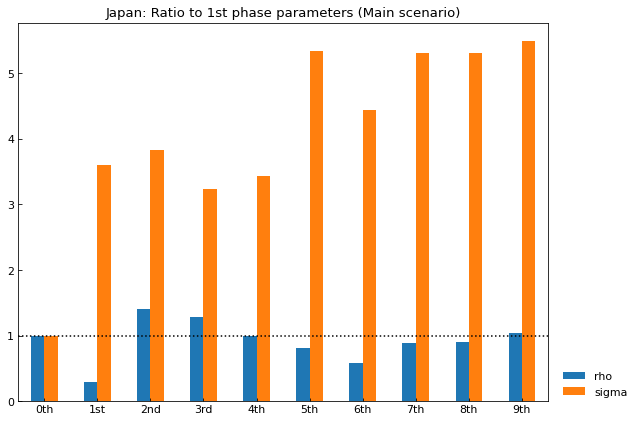 Japan: Ratio to 1st phase parameters (Main scenario)
5
4
3
2
1
0
0th 1st 2nd 3rd 4th 5th 6th 7th 8th 9th
rho
sigma